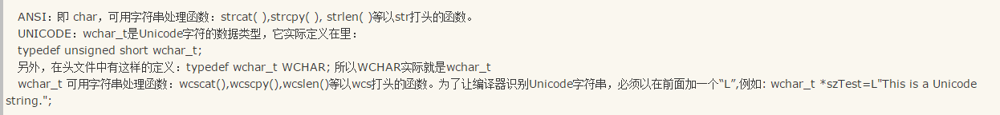 ANSI：即 char，可用字符串处理函数：strcat( ),strcpy( ), strlen( )等以str打头的函数。
UNICODE：wchar_t是Unicode字符的数据类型，它实际定义在里：
typedef unsigned short wchar_t;
另外，在头文件中有这样的定义：typedef wchar_t WCHAR; 所以WCHAR实际就是wchar_t
wchar_t 可用字符串处理函数：wcscat(),wcscpy(),wcslen()等以wcs打头的函数。为了让编译器识别Unicode字符串，必须以在前面加一个“L”,例如: wchar_t *szTest=L"This is a Unicode
string.";